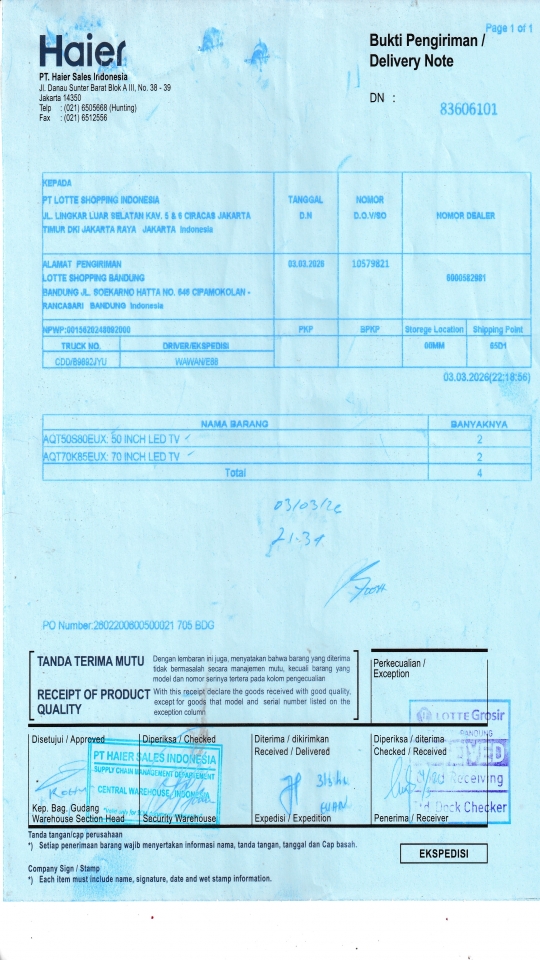 Page 1 of 1
Haier
Bukti Pengiriman /
Delivery Note
PT. Haier Sales Indonesia
Jl. Danau Sunter Barat Blok A III, No. 38 - 39
Jakarta 14350
Telp : (021) 6505668 (Hunting)
Fax : (021) 6512556
DN :
83606101
KEPADA
PT LOTTE SHOPPING INDONESIA
JL. LINGKAR LUAR SELATAN KAV. 5 & 6 CIRACAS JAKARTA
TIMUR DKI JAKARTA RAYA JAKARTA Indonesia
TANGGAL
D.N
NOMOR
D.O.V/SO
NOMOR DEALER
ALAMAT PENGIRIMAN
LOTTE SHOPPING BANDUNG
BANDUNG JL. SOEKARNO HATTA NO. 646 CIPAMOKOLAN -
RANCASARI BANDUNG Indonesia
03.03.2026
10579821
6000582981
NPWP:0015620248092000
PKP
BPKP
Storege Location
Shipping Point
TRUCK NO.
DRIVER/EKSPEDISI
00MM
65D1
CDD/B9892JYU
WAWAN/E88
03.03.2026(22:18:56)
NAMA BARANG
BANYAKNYA
AQT50S80EUX: 50 INCH LED TV
2
AQT70K85EUX: 70 INCH LED TV
2
Total
4
03/03/26
21.31
PO Number:2602200600500021 705 BDG
TANDA TERIMA MUTU
Dengan lembaran ini juga, menyatakan bahwa barang yang diterima
tidak bermasalah secara manajemen mutu, kecuali barang yang
model dan nomor serinya tertera pada kolom pengecualian
RECEIPT OF PRODUCT
QUALITY
With this receipt declare the goods received with good quality,
except for goods that model and serial number listed on the
exception column
Perkecualian /
Exception
Disetujui / Approved
Diperiksa / Checked
Diterima / dikirimkan
Received / Delivered
Diperiksa / diterima
Checked / Received
LOTTE Grosir
BANDUNG
Receiving
Dock Checker
PT HAIER SALES INDONESIA
SUPPLY CHAIN MANAGEMENT DEPARTEMENT
CENTRAL WAREHOUSE / INDONESIA
Kep. Bag. Gudang
Warehouse Section Head
Security Warehouse
Expedisi / Expedition
Penerima / Receiver
Tanda tangan/cap perusahaan
*) Setiap penerimaan barang wajib menyertakan informasi nama, tanda tangan, tanggal dan Cap basah.
EKSPEDISI
Company Sign / Stamp
*) Each item must include name, signature, date and wet stamp information.